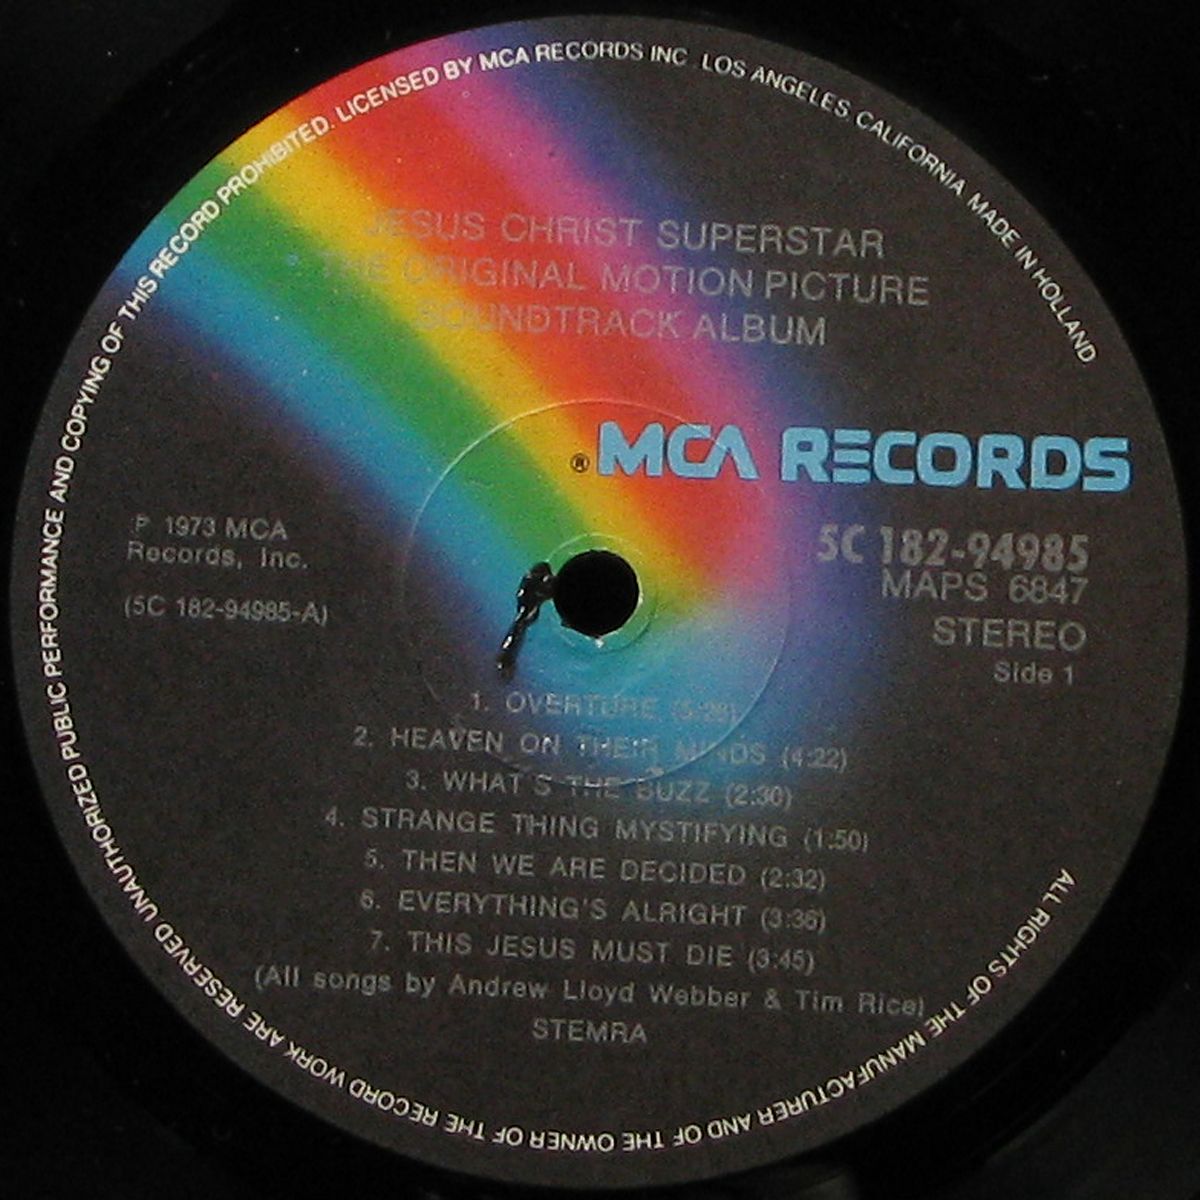 ALL RIGHTS OF THE MANUFACTURER AND OF THE OWNER OF THE RECORD WORK ARE RESERVED UNAUTHORIZED PUBLIC PERFORMANCE AND COPYING OF THIS RECORD PROHIBITED. LICENSED BY MCA RECORDS INC. LOS ANGELES, CALIFORNIA. MADE IN HOLLAND
JESUS CHRIST SUPERSTAR
THE ORIGINAL MOTION PICTURE
SOUNDTRACK ALBUM
® MCA RECORDS
P 1973 MCA
Records, Inc.
(5C 182-94985-A)
5C 182-94985
MAPS 6847
STEREO
Side 1
1. OVERTURE
2. HEAVEN ON THEIR MINDS (4:22)
3. WHAT'S THE BUZZ (2:30)
4. STRANGE THING MYSTIFYING (1:50)
5. THEN WE ARE DECIDED (2:32)
6. EVERYTHING'S ALRIGHT (3:36)
7. THIS JESUS MUST DIE (3:45)
(All songs by Andrew Lloyd Webber & Tim Rice)
STEMRA